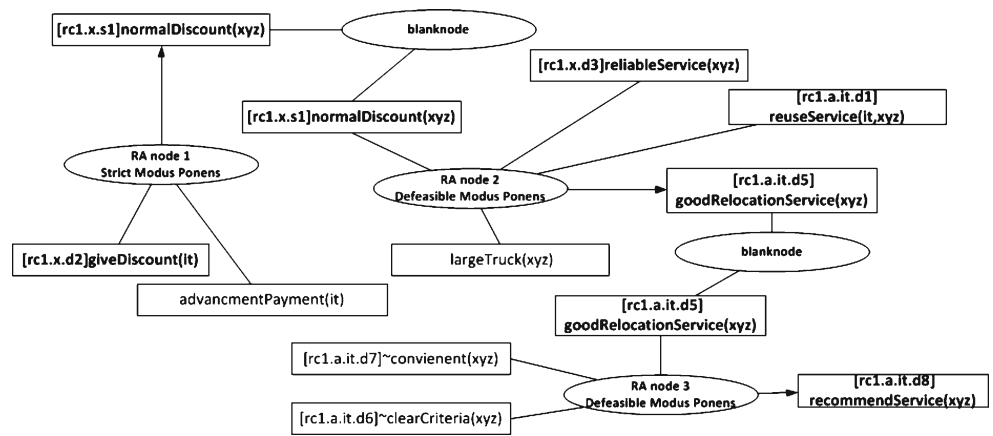 [rc1.x.s1]normalDiscount(xyz)
blanknode
[rc1.x.d3]reliableService(xyz)
[rc1.x.s1]normalDiscount(xyz)
[rc1.a.it.d1]
reuseService(it,xyz)
RA node 1
Strict Modus Ponens
RA node 2
Defeasible Modus Ponens
[rc1.a.it.d5]
goodRelocationService(xyz)
[rc1.x.d2]giveDiscount(it)
largeTruck(xyz)
blanknode
advancmentPayment(it)
[rc1.a.it.d5]
goodRelocationService(xyz)
[rc1.a.it.d7]~convienent(xyz)
RA node 3
Defeasible Modus Ponens
[rc1.a.it.d8]
recommendService(xyz)
[rc1.a.it.d6]~clearCriteria(xyz)